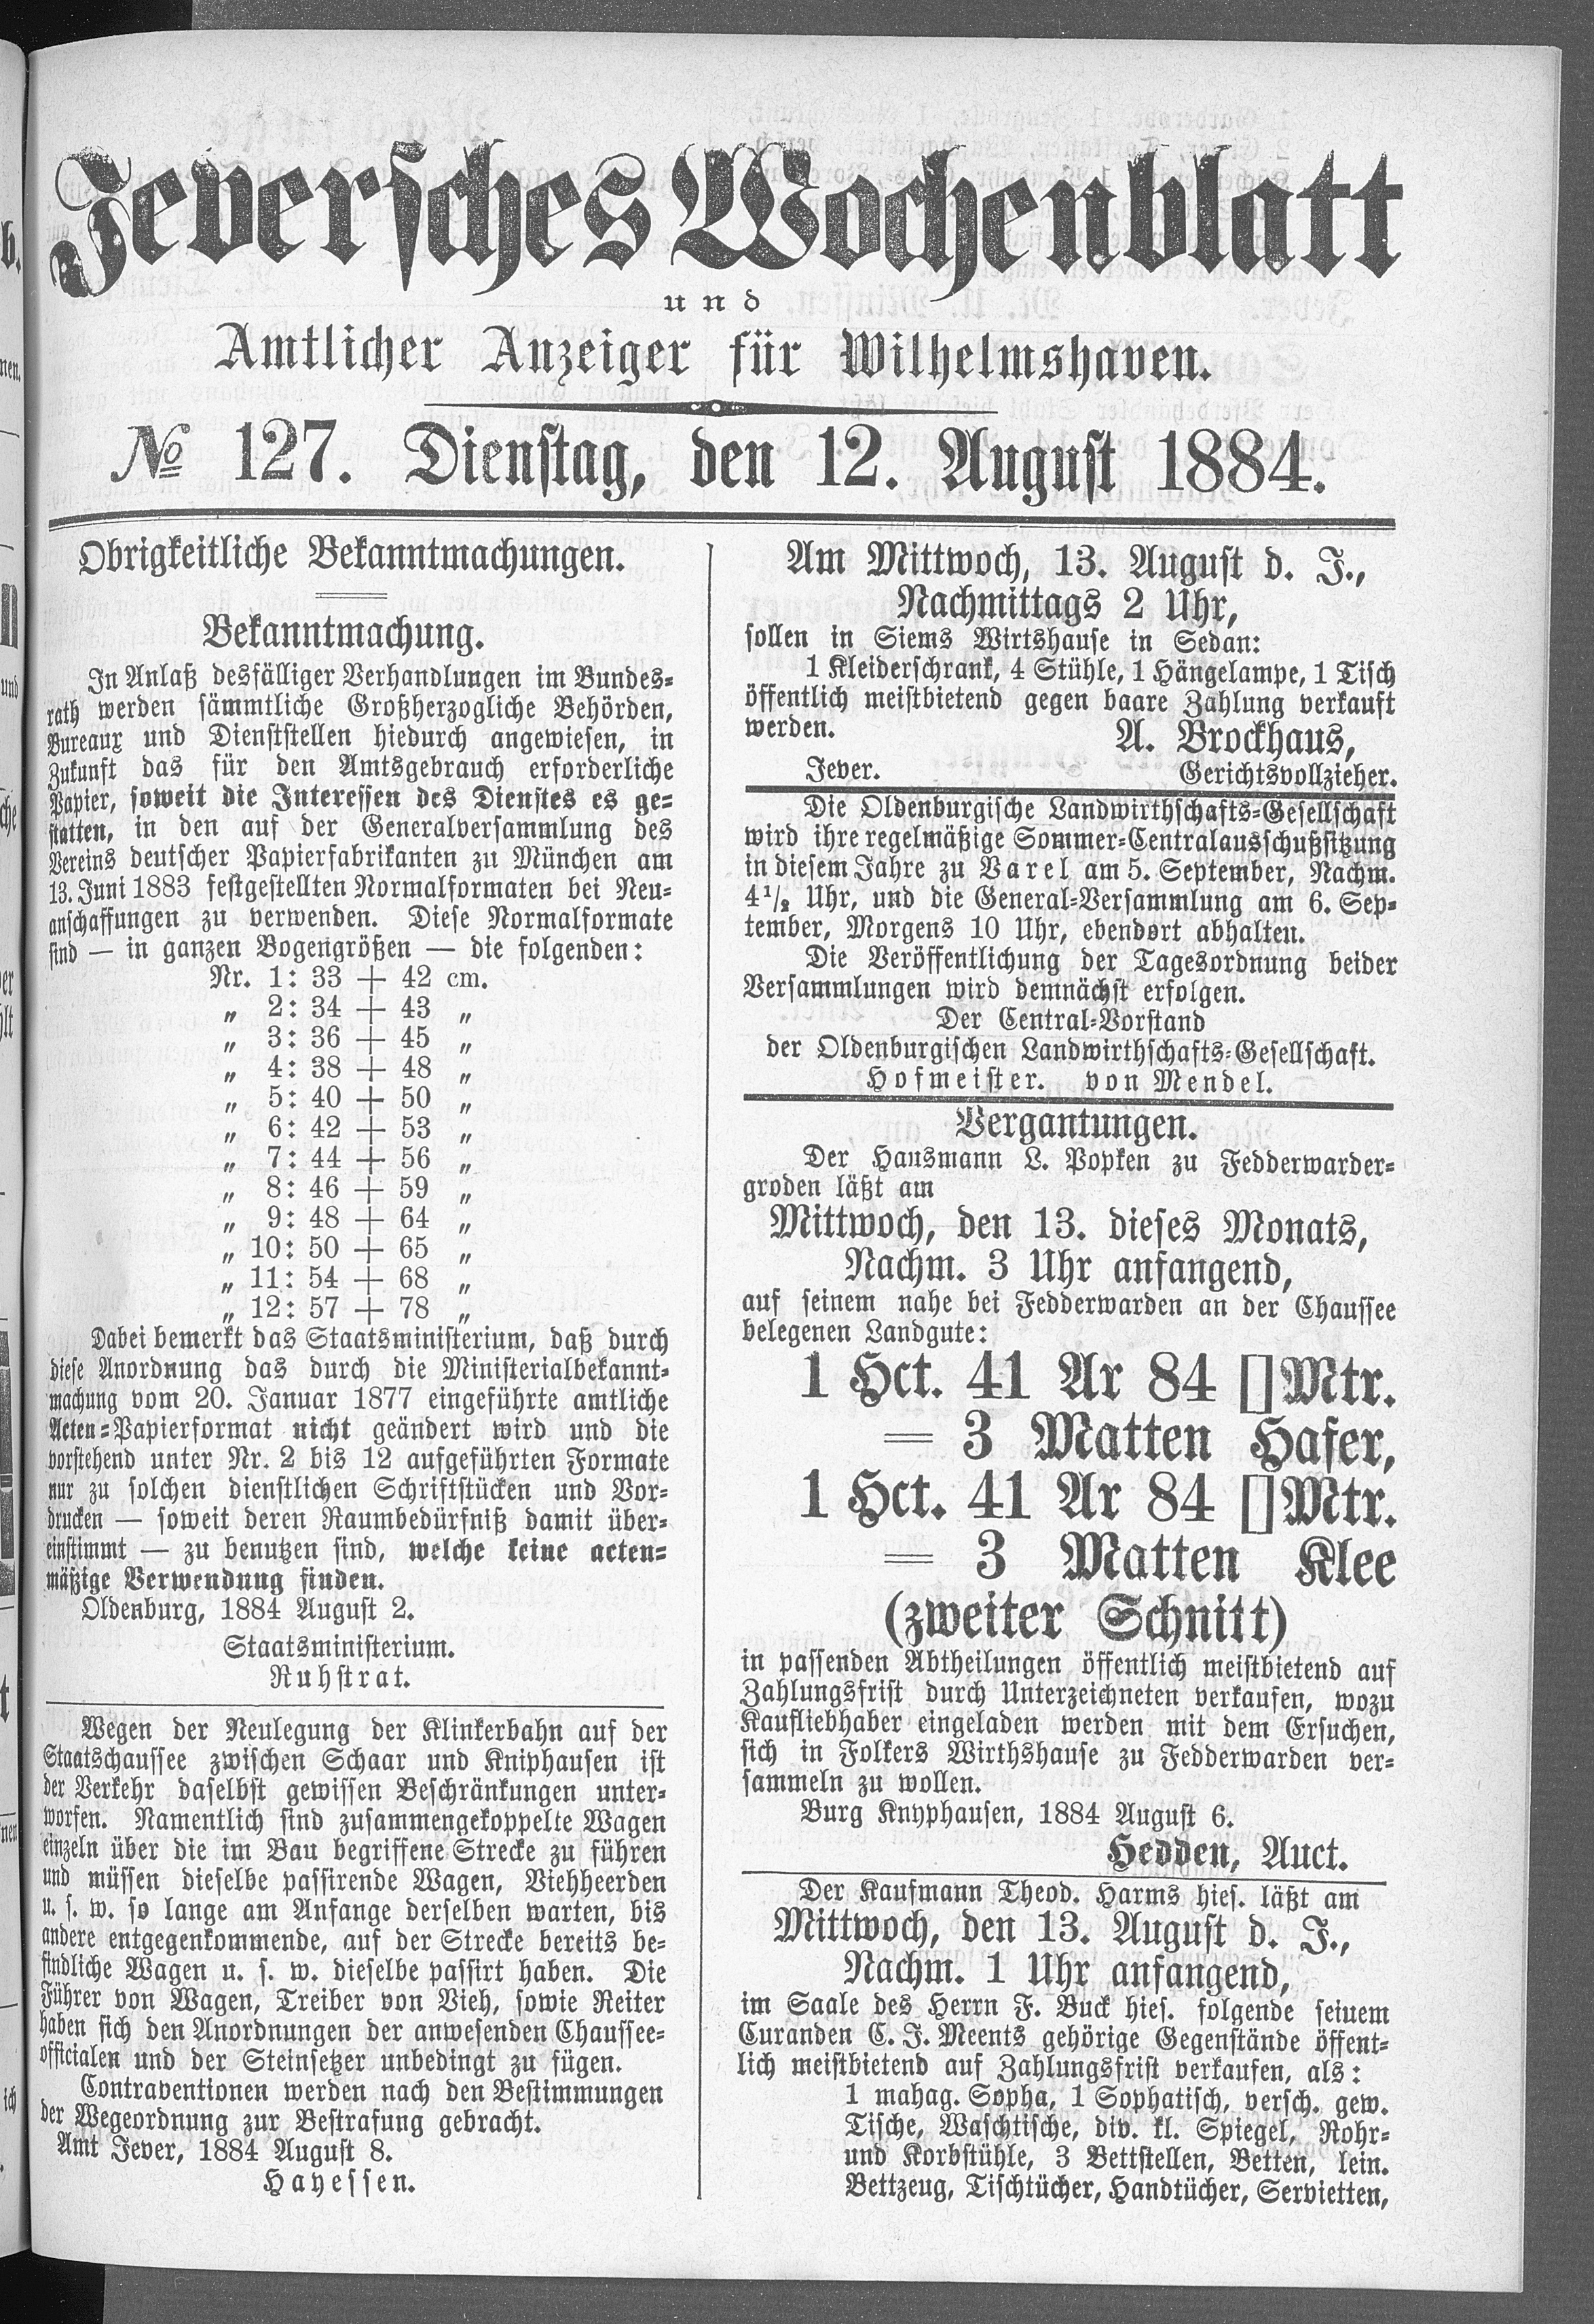 Jeversches Wochenblatt
und
Amtlicher Anzeiger für Wilhelmshaven.
№ 127. Dienstag, den 12. August 1884.
Obrigkeitliche Bekanntmachungen.
Bekanntmachung.
In Anlaß desfälliger Verhandlungen im Bundes-
rath werden sämmtliche Großherzogliche Behörden,
Bureaux und Dienststellen hiedurch angewiesen, in
Zukunft das für den Amtsgebrauch erforderliche
Papier, soweit die Interessen des Dienstes es ge-
statten, in den auf der Generalversammlung des
Vereins deutscher Papierfabrikanten zu München am
13. Juni 1883 festgestellten Normalformaten bei Neu-
anschaffungen zu verwenden. Diese Normalformate
sind — in ganzen Bogengrößen — die folgenden:
Nr. 1: 33 + 42 cm.
„ 2: 34 + 43 „
„ 3: 36 + 45 „
„ 4: 38 + 48 „
„ 5: 40 + 50 „
„ 6: 42 + 53 „
„ 7: 44 + 56 „
„ 8: 46 + 59 „
„ 9: 48 + 64 „
„ 10: 50 + 65 „
„ 11: 54 + 68 „
„ 12: 57 + 78 „
Dabei bemerkt das Staatsministerium, daß durch
diese Anordnung das durch die Ministerialbekannt-
machung vom 20. Januar 1877 eingeführte amtliche
Acten-Papierformat nicht geändert wird und die
vorstehend unter Nr. 2 bis 12 aufgeführten Formate
nur zu solchen dienstlichen Schriftstücken und Vor-
drucken — soweit deren Raumbedürfniß damit über-
einstimmt — zu benutzen sind, welche keine acten-
mäßige Verwendung finden.
Oldenburg, 1884 August 2.
Staatsministerium.
Ruhstrat.
Wegen der Neulegung der Klinkerbahn auf der
Staatschaussee zwischen Schaar und Kniphausen ist
der Verkehr daselbst gewissen Beschränkungen unter-
worfen. Namentlich sind zusammengekoppelte Wagen
einzeln über die im Bau begriffene Strecke zu führen
und müssen dieselbe passirende Wagen, Viehheerden
u. s. w. so lange am Anfange derselben warten, bis
andere entgegenkommende, auf der Strecke bereits be-
findliche Wagen u. s. w. dieselbe passirt haben. Die
Führer von Wagen, Treiber von Vieh, sowie Reiter
haben sich den Anordnungen der anwesenden Chaussee-
officialen und der Steinsetzer unbedingt zu fügen.
Contraventionen werden nach den Bestimmungen
der Wegeordnung zur Bestrafung gebracht.
Amt Jever, 1884 August 8.
Hayessen.
Am Mittwoch, 13. August d. J.,
Nachmittags 2 Uhr,
sollen in Siems Wirtshause in Sedan:
1 Kleiderschrank, 4 Stühle, 1 Hängelampe, 1 Tisch
öffentlich meistbietend gegen baare Zahlung verkauft
werden. A. Brockhaus,
Jever. Gerichtsvollzieher.
Die Oldenburgische Landwirthschafts-Gesellschaft
wird ihre regelmäßige Sommer-Centralausschußsitzung
in diesem Jahre zu Varel am 5. September, Nachm.
4½ Uhr, und die General-Versammlung am 6. Sep-
tember, Morgens 10 Uhr, ebendort abhalten.
Die Veröffentlichung der Tagesordnung beider
Versammlungen wird demnächst erfolgen.
Der Central-Vorstand
der Oldenburgischen Landwirthschafts-Gesellschaft.
Hofmeister. von Mendel.
Vergantungen.
Der Hausmann L. Popken zu Fedderwarder-
groden läßt am
Mittwoch, den 13. dieses Monats,
Nachm. 3 Uhr anfangend,
auf seinem nahe bei Fedderwarden an der Chaussee
belegenen Landgute:
1 Hct. 41 Ar 84 []Mtr.
= 3 Matten Hafer,
1 Hct. 41 Ar 84 []Mtr.
= 3 Matten Klee
(zweiter Schnitt)
in passenden Abtheilungen öffentlich meistbietend auf
Zahlungsfrist durch Unterzeichneten verkaufen, wozu
Kaufliebhaber eingeladen werden mit dem Ersuchen,
sich in Folkers Wirthshause zu Fedderwarden ver-
sammeln zu wollen.
Burg Knyphausen, 1884 August 6.
Hedden, Auct.
Der Kaufmann Theod. Harms hies. läßt am
Mittwoch, den 13. August d. J.,
Nachm. 1 Uhr anfangend,
im Saale des Herrn F. Buck hies. folgende seinem
Curanden C. J. Meents gehörige Gegenstände öffent-
lich meistbietend auf Zahlungsfrist verkaufen, als:
1 mahag. Sopha, 1 Sophatisch, versch. gew.
Tische, Waschtische, div. kl. Spiegel, Rohr-
und Korbstühle, 3 Bettstellen, Betten, lein.
Bettzeug, Tischtücher, Handtücher, Servietten,